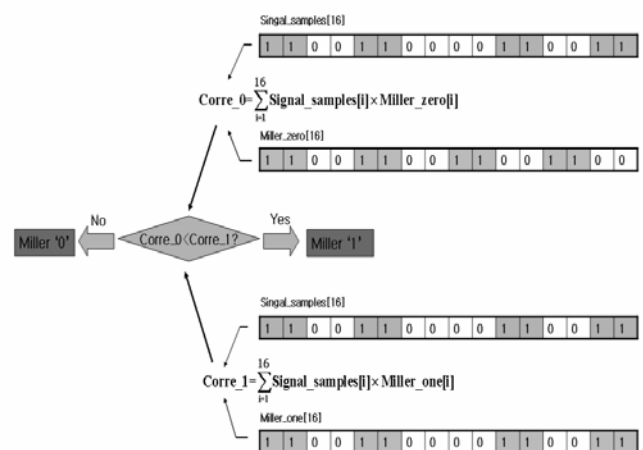 Singal_samples[16]
1 1 0 0 1 1 0 0 0 0 1 1 0 0 1 1
16
Corre_0=∑Signal_samples[i]×Miller_zero[i]
i=1
Miller_zero[16]
1 1 0 0 1 1 0 0 1 1 0 0 1 1 0 0
No
Yes
Miller '0'
Corre_0<Corre_1?
Miller '1'
Singal_samples[16]
1 1 0 0 1 1 0 0 0 0 1 1 0 0 1 1
16
Corre_1=∑Signal_samples[i]×Miller_one[i]
i=1
Miller_one[16]
1 1 0 0 1 1 0 0 0 0 1 1 0 0 1 1